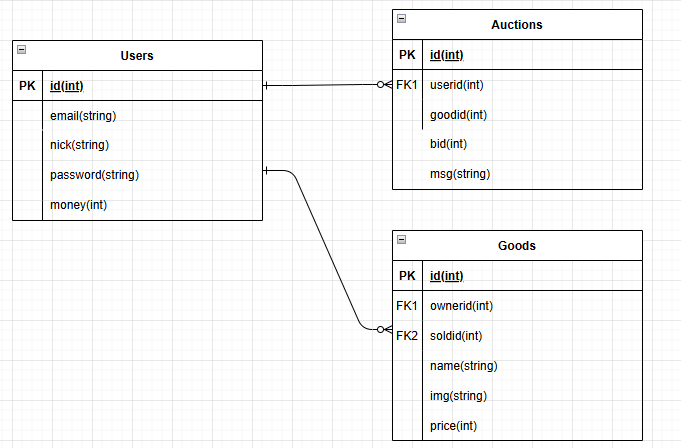 Users
PK id(int)
email(string)
nick(string)
password(string)
money(int)
Auctions
PK id(int)
FK1 userid(int)
goodid(int)
bid(int)
msg(string)
Goods
PK id(int)
FK1 ownerid(int)
FK2 soldid(int)
name(string)
img(string)
price(int)